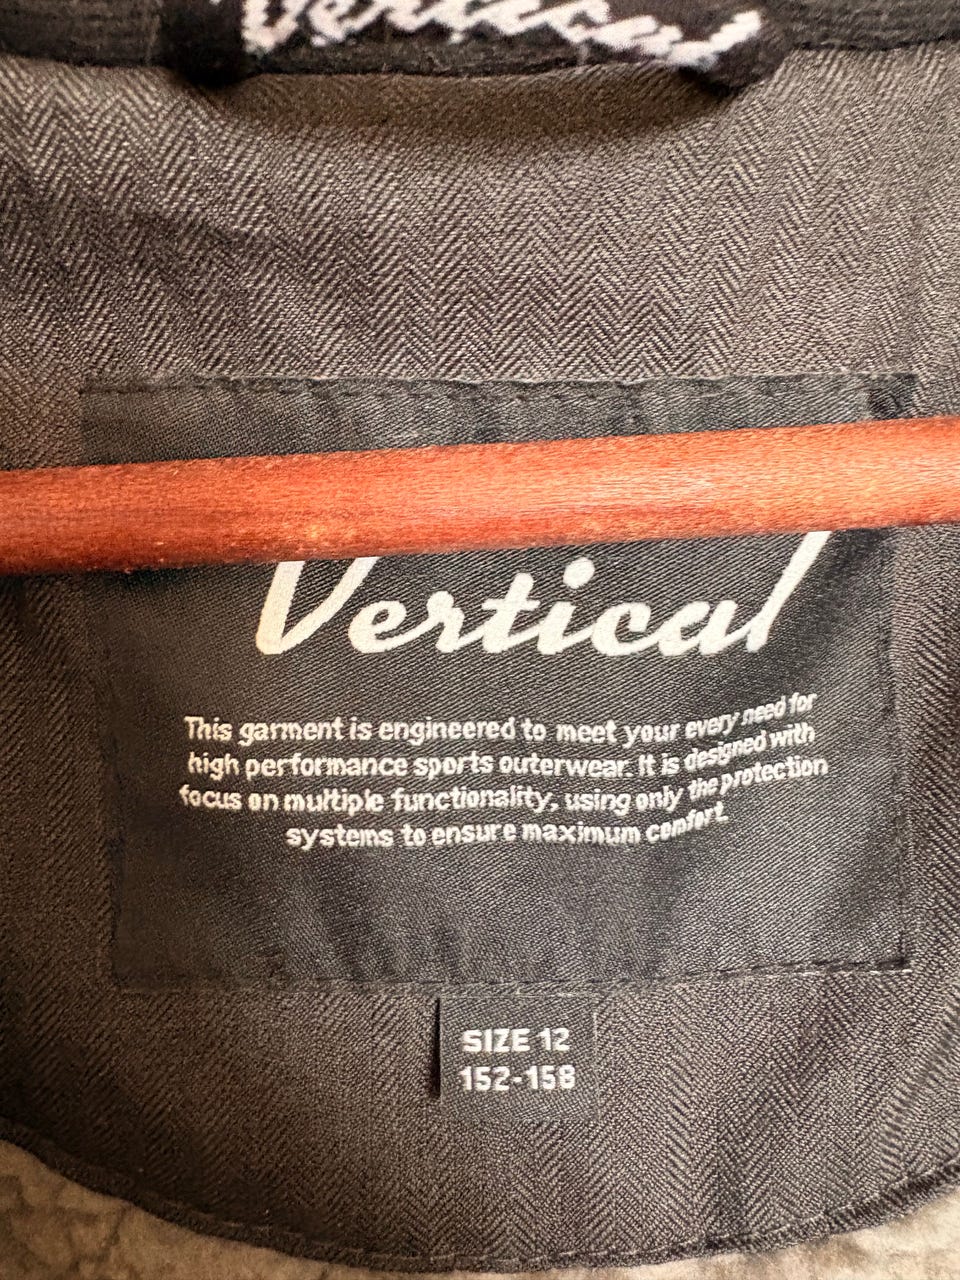 Vertical
Vertical
This garment is engineered to meet your every need for
high performance sports outerwear. It is designed with
focus on multiple functionality, using only the protection
systems to ensure maximum comfort.
SIZE 12
152-158